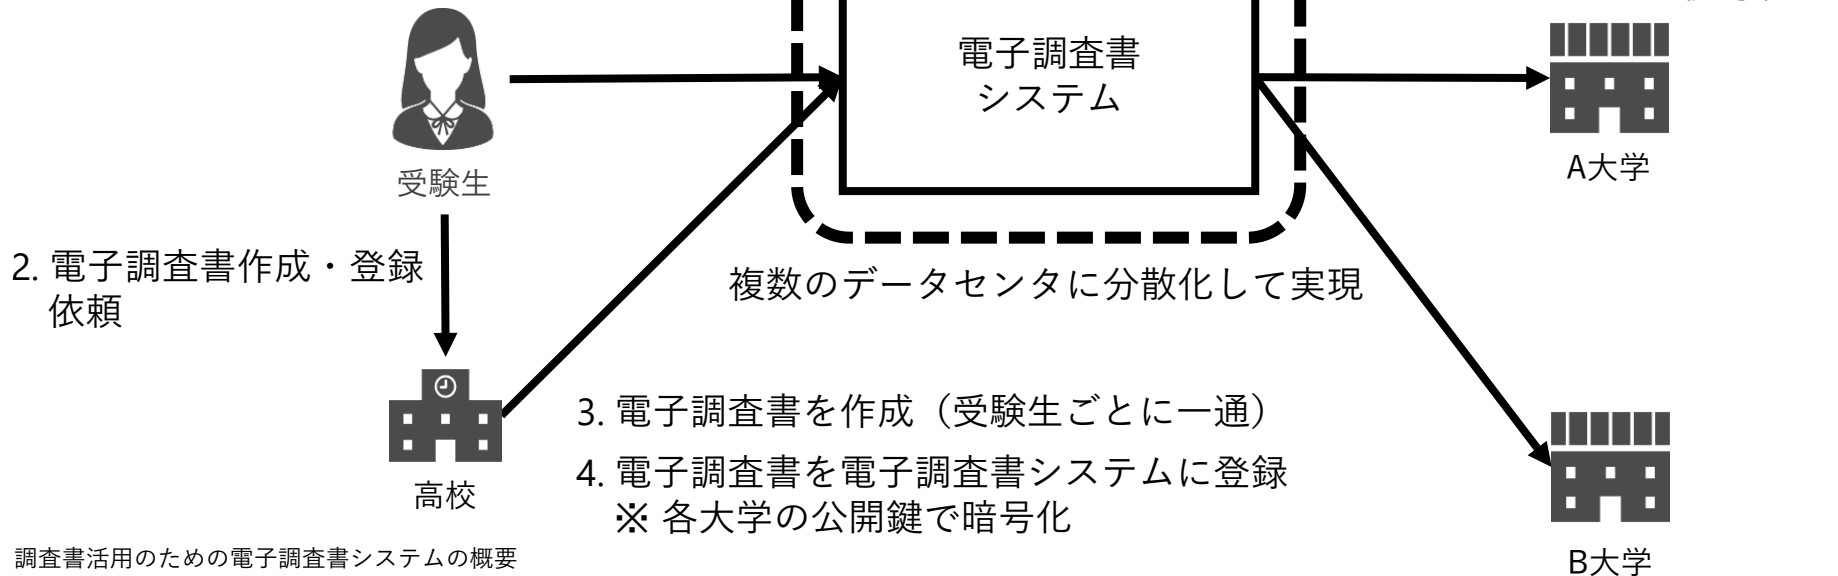 電子調査書
システム
A大学
受験生
2. 電子調査書作成・登録
依頼
複数のデータセンタに分散化して実現
3. 電子調査書を作成（受験生ごとに一通）
4. 電子調査書を電子調査書システムに登録
※ 各大学の公開鍵で暗号化
高校
B大学
調査書活用のための電子調査書システムの概要